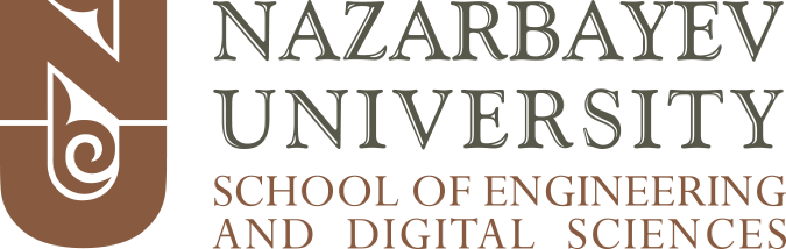 NAZARBAYEV
UNIVERSITY
SCHOOL OF ENGINEERING
AND DIGITAL SCIENCES